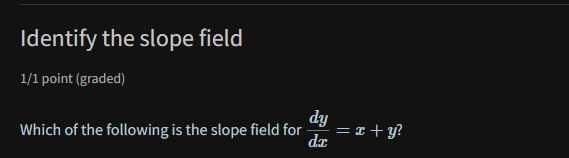 Identify the slope field
1/1 point (graded)
Which of the following is the slope field for dy/dx = x + y?